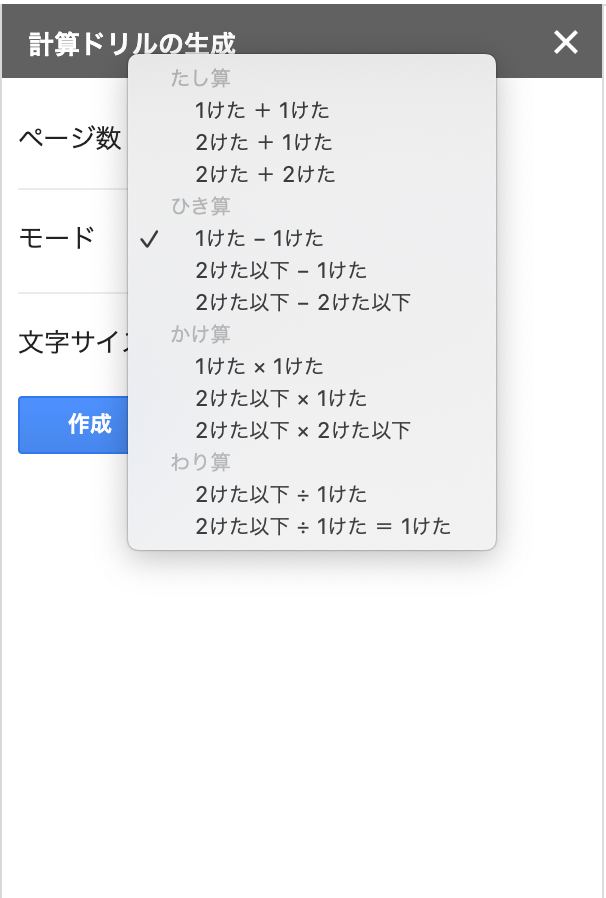 計算ドリルの生成
ページ数
モード
文字サイ
作成
たし算
1けた + 1けた
2けた + 1けた
2けた + 2けた
ひき算
✓ 1けた − 1けた
2けた以下 − 1けた
2けた以下 − 2けた以下
かけ算
1けた × 1けた
2けた以下 × 1けた
2けた以下 × 2けた以下
わり算
2けた以下 ÷ 1けた
2けた以下 ÷ 1けた = 1けた